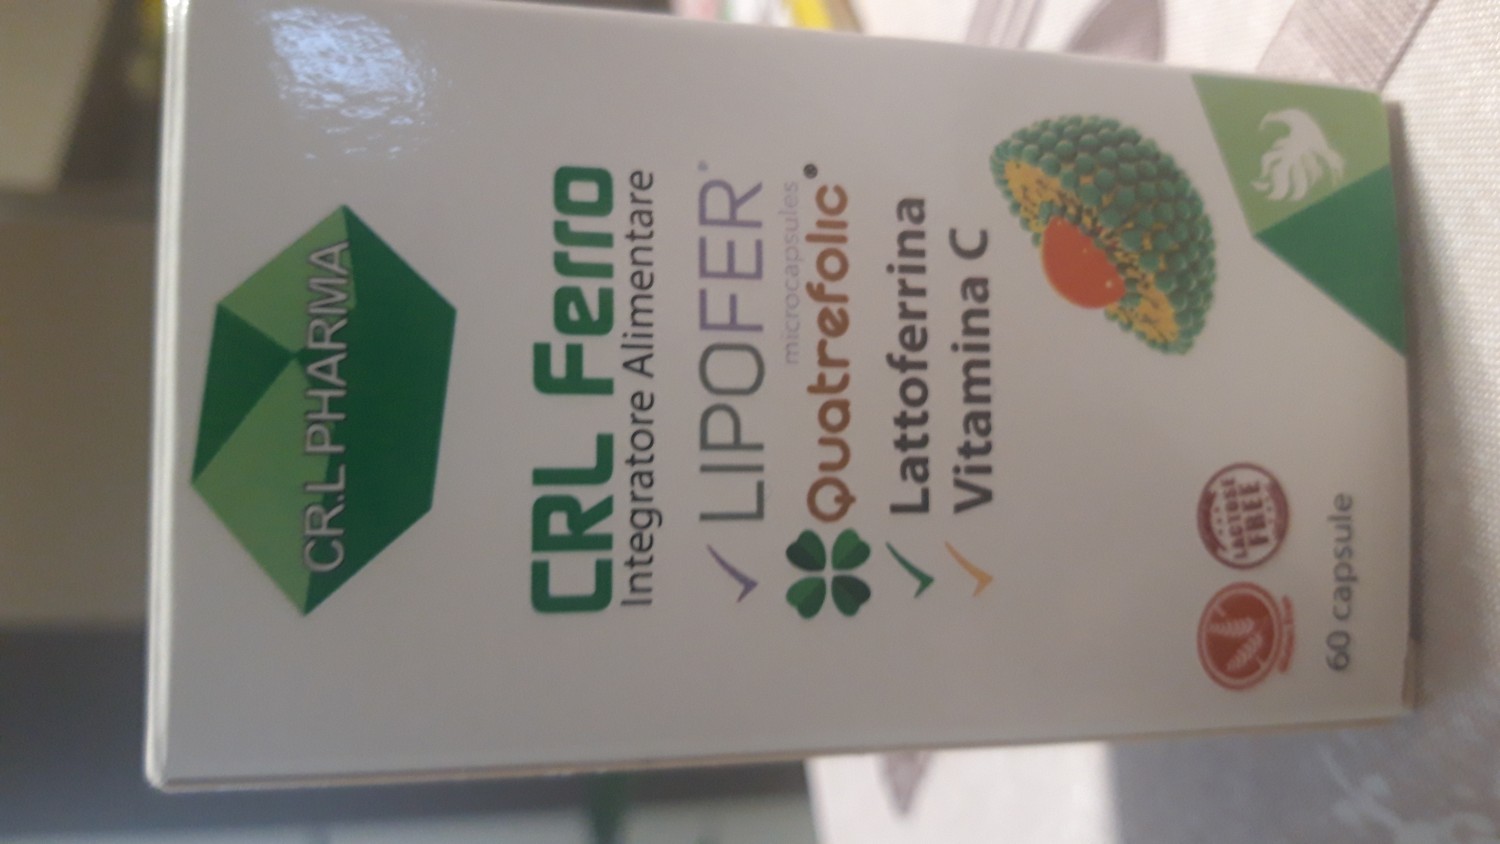 CR.L PHARMA
CRL Ferro
Integratore Alimentare
LIPOFER®
microcapsules
Quatrefolic®
Lattoferrina
Vitamina C
LACTOSE
FREE
60 capsule